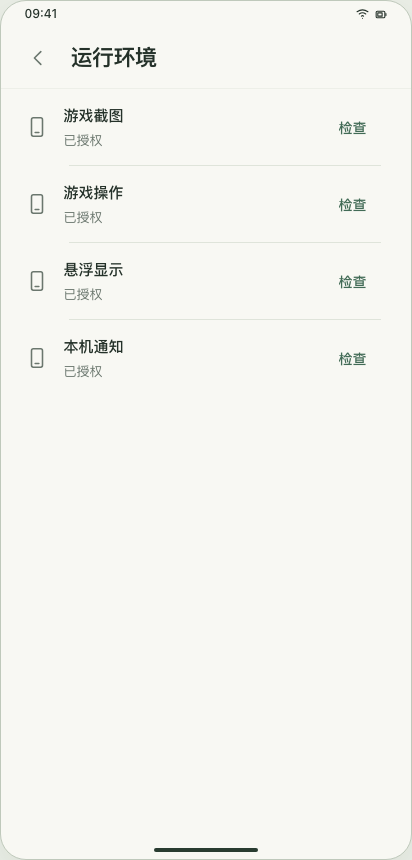 09:41
运行环境
游戏截图
已授权
检查
游戏操作
已授权
检查
悬浮显示
已授权
检查
本机通知
已授权
检查